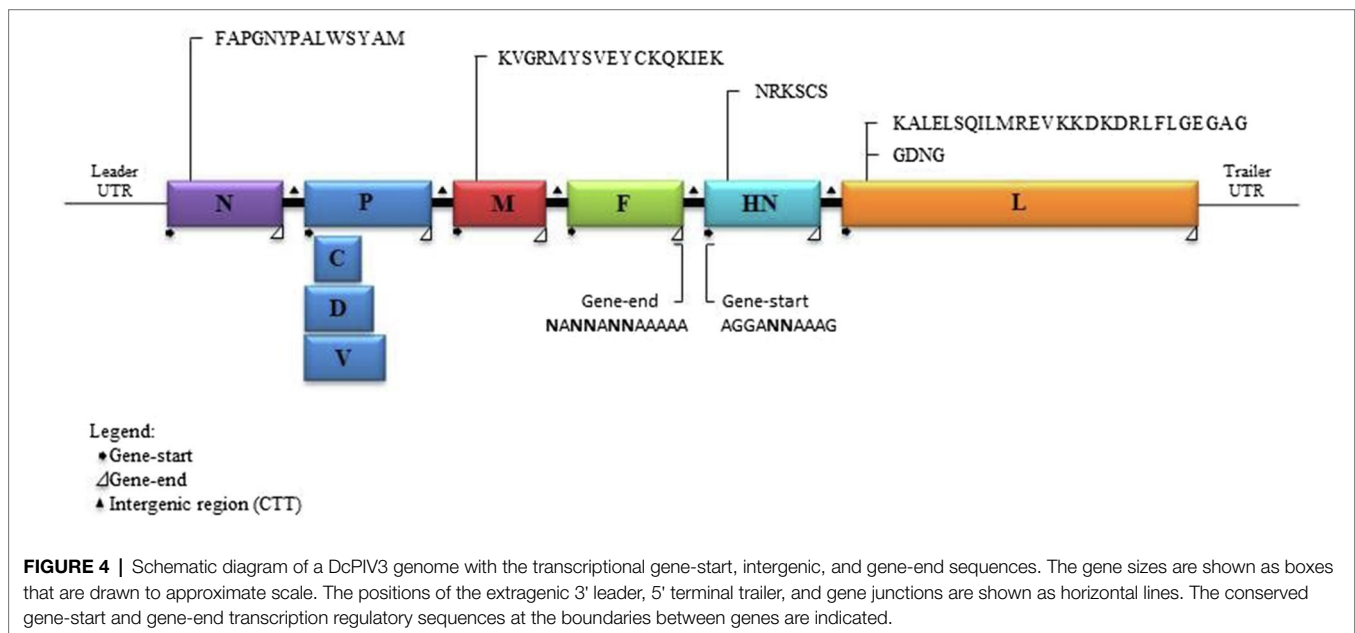 FAPGNYPALWSYAM
KVGRMYSVEYCKQKIEK
NRKSCS
KALELSQILMREVKKDKDRLFLGEGAG
GDNG
Leader
UTR
N
P
M
F
HN
L
Trailer
UTR
C
D
V
Gene-end
NANNANNAAAAA
Gene-start
AGGANNAAAG
Legend:
Gene-start
Gene-end
Intergenic region (CTT)
FIGURE 4 | Schematic diagram of a DcPIV3 genome with the transcriptional gene-start, intergenic, and gene-end sequences. The gene sizes are shown as boxes
that are drawn to approximate scale. The positions of the extragenic 3' leader, 5' terminal trailer, and gene junctions are shown as horizontal lines. The conserved
gene-start and gene-end transcription regulatory sequences at the boundaries between genes are indicated.